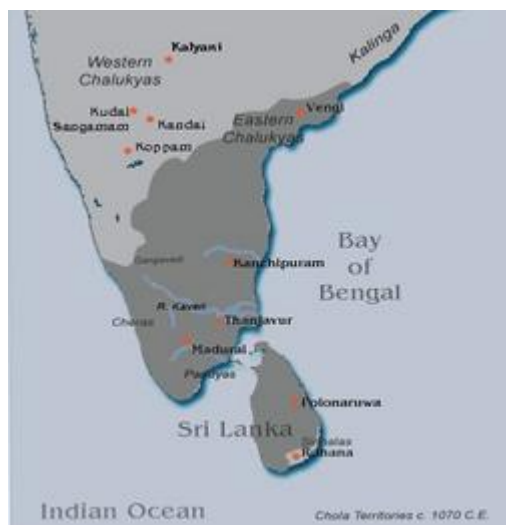 Kalyani
Western
Chalukyas
Kalinga
Kudal
Sangamam
Kandai
Koppam
Vengi
Eastern
Chalukyas
Bay
of
Bengal
Gangavadi
Kanchipuram
R. Kaveri
Cheras
Thanjavur
Madurai
Pandyas
Polonaruwa
Sri Lanka
Sinhalas
Rohana
Indian Ocean
Chola Territories c. 1070 C.E.